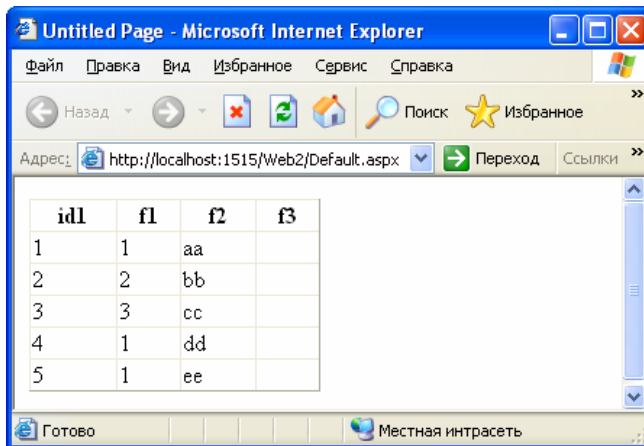 Untitled Page - Microsoft Internet Explorer
Файл Правка Вид Избранное Сервис Справка
Назад Поиск Избранное »
Адрес: http://localhost:1515/Web2/Default.aspx Переход Ссылки »
id1 f1 f2 f3
1 1 aa
2 2 bb
3 3 cc
4 1 dd
5 1 ee
Готово Местная интрасеть